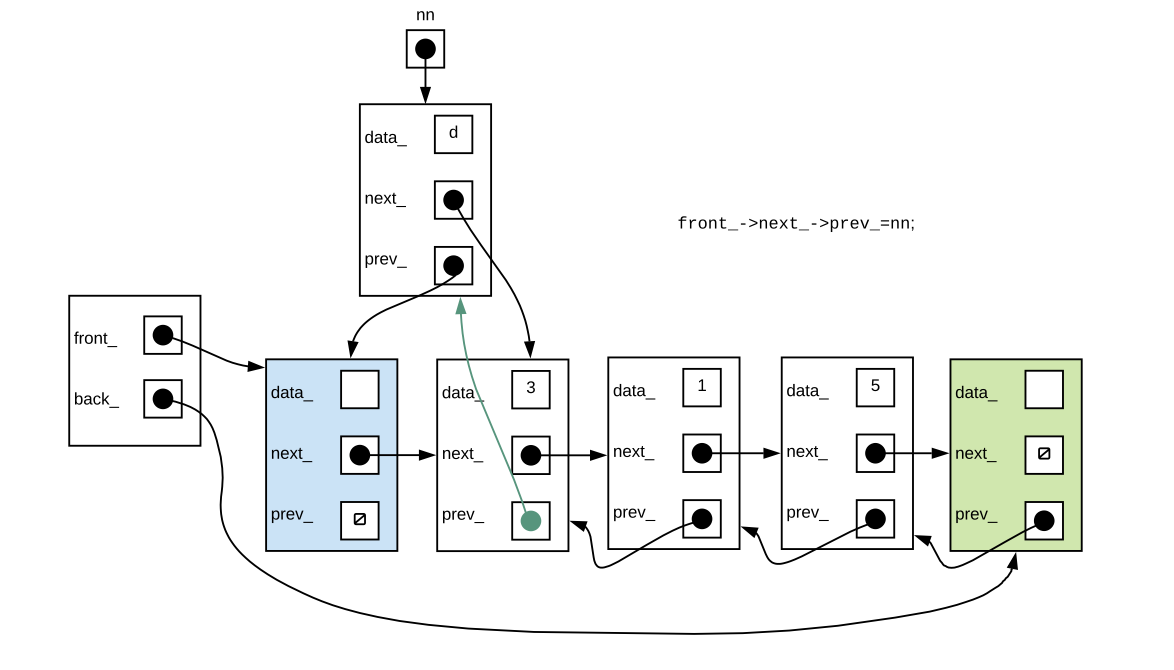 nn
data_ d
next_
prev_
front_->next_->prev_=nn;
front_
back_
data_
next_
prev_
data_ 3
next_
prev_
data_ 1
next_
prev_
data_ 5
next_
prev_
data_
next_
prev_